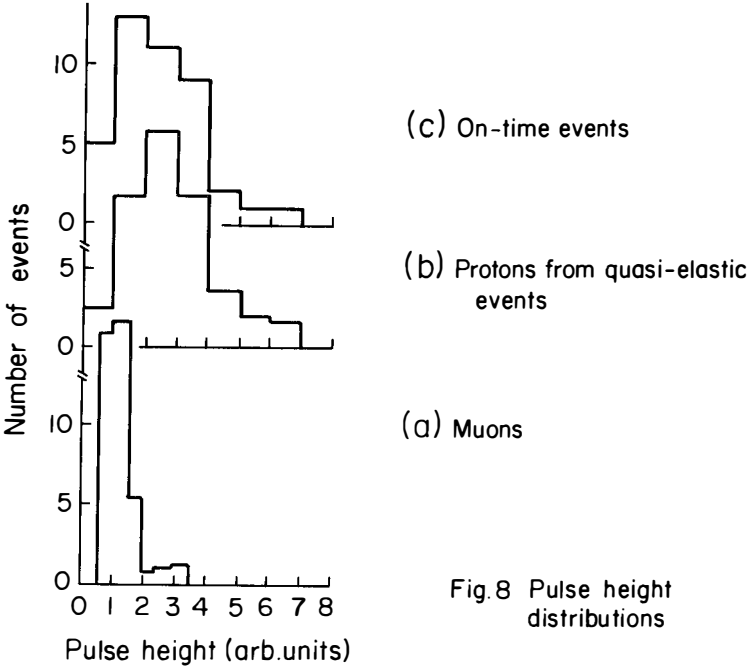 10
5
0
(c) On-time events
5
0
(b) Protons from quasi-elastic
events
10
5
0
(a) Muons
0 1 2 3 4 5 6 7 8
Pulse height (arb.units)
Number of events
Fig.8 Pulse height
distributions